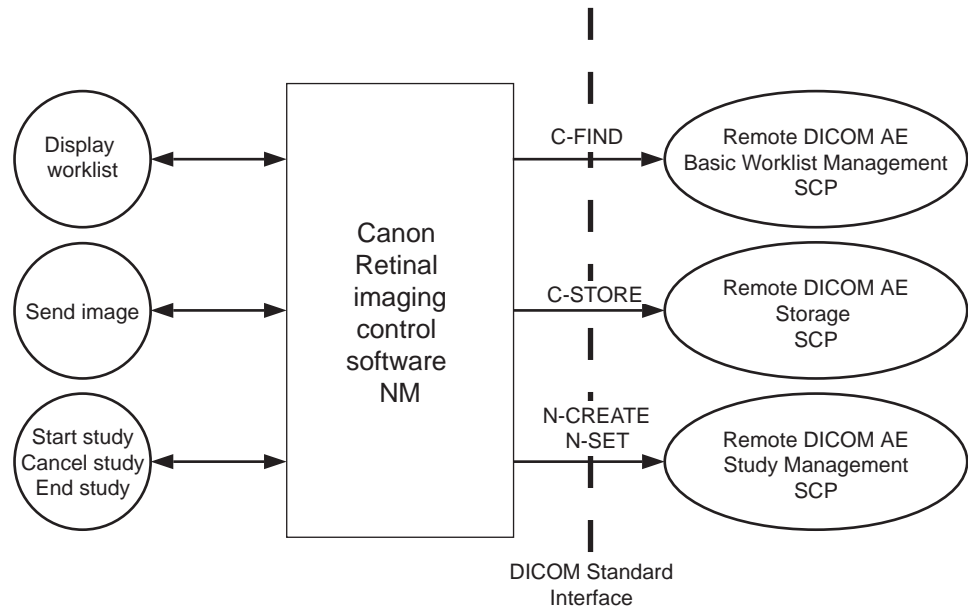 Display
worklist
Send image
Start study
Cancel study
End study
Canon
Retinal
imaging
control
software
NM
C-FIND
C-STORE
N-CREATE
N-SET
DICOM Standard
Interface
Remote DICOM AE
Basic Worklist Management
SCP
Remote DICOM AE
Storage
SCP
Remote DICOM AE
Study Management
SCP